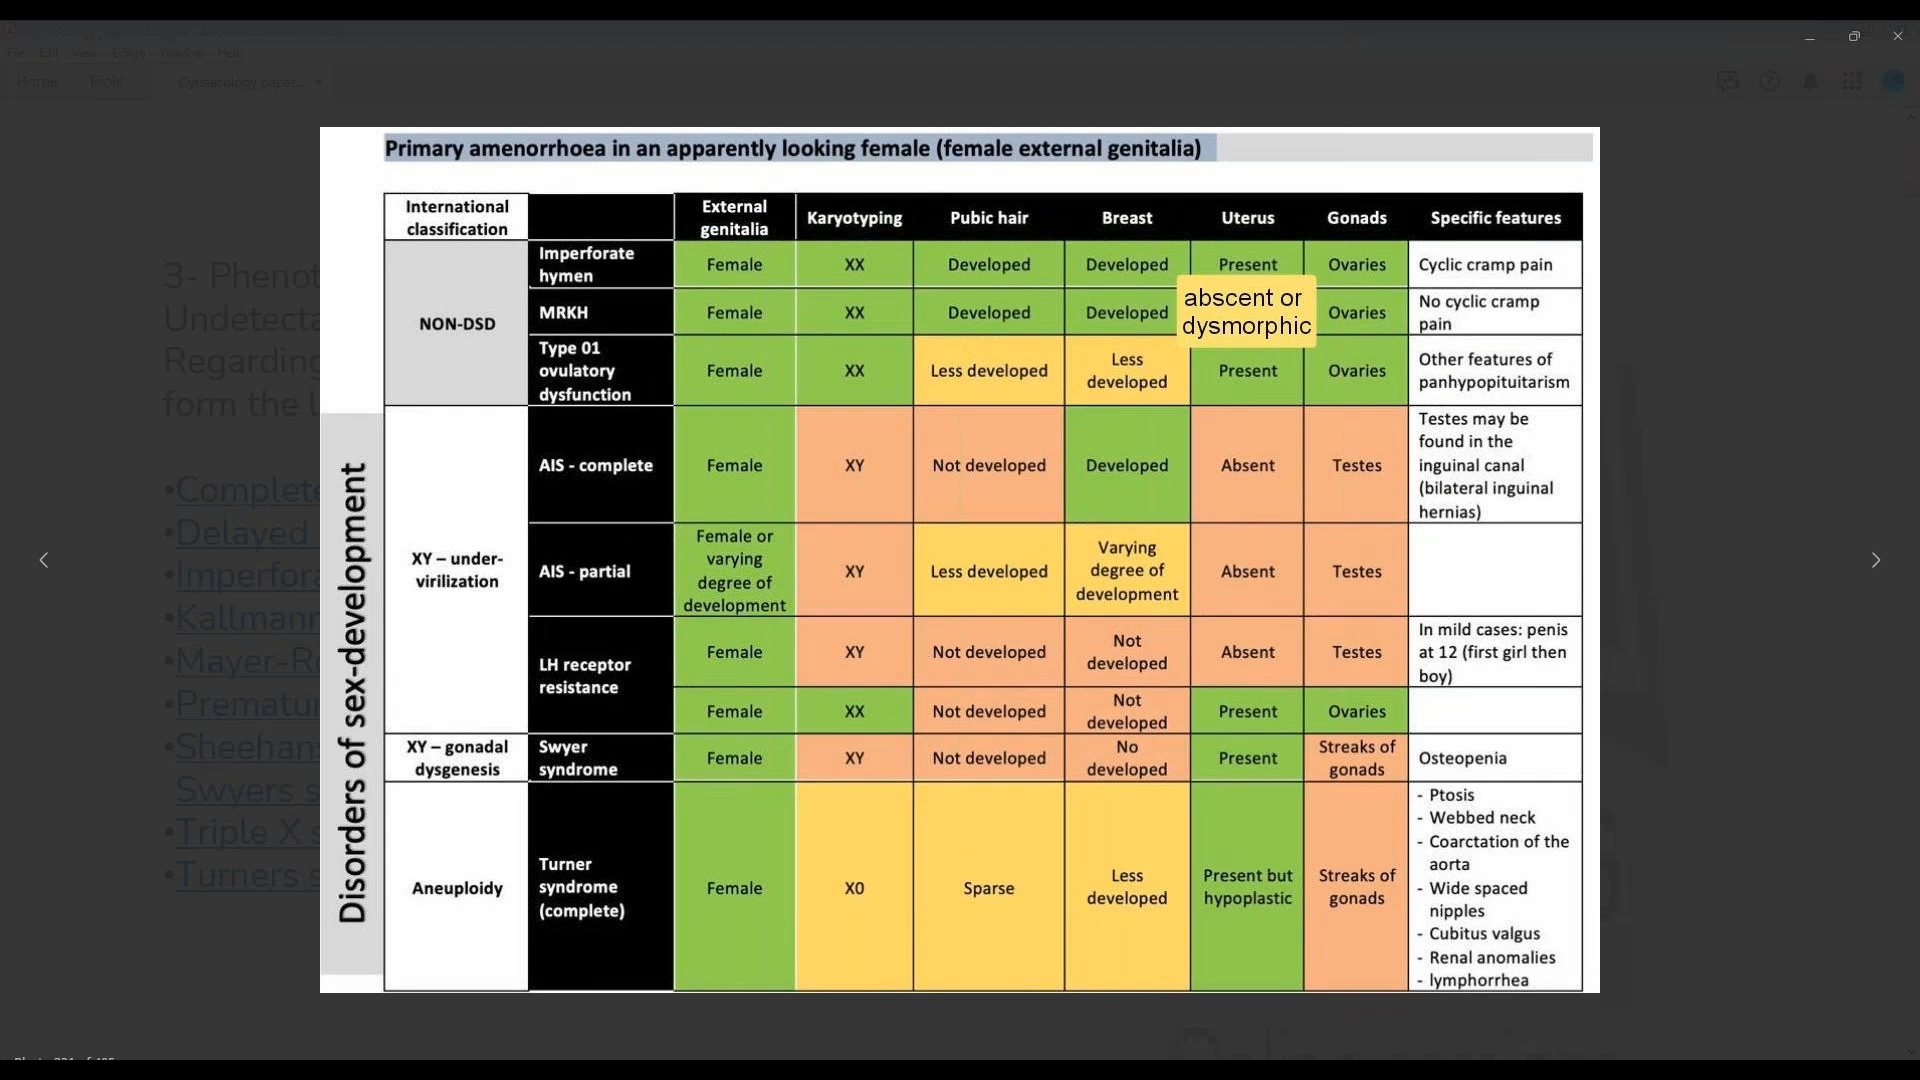 File Edit View E-Sign Window Help
Home Tools Gynaecology paper...
Primary amenorrhoea in an apparently looking female (female external genitalia)
International
classification
External
genitalia
Karyotyping
Pubic hair
Breast
Uterus
Gonads
Specific features
Disorders of sex-development
NON-DSD
Imperforate
hymen
Female
XX
Developed
Developed
Present
Ovaries
Cyclic cramp pain
MRKH
Female
XX
Developed
Developed
abscent or
dysmorphic
Ovaries
No cyclic cramp
pain
Type 01
ovulatory
dysfunction
Female
XX
Less developed
Less
developed
Present
Ovaries
Other features of
panhypopituitarism
XY – under-
virilization
AIS - complete
Female
XY
Not developed
Developed
Absent
Testes
Testes may be
found in the
inguinal canal
(bilateral inguinal
hernias)
AIS - partial
Female or
varying
degree of
development
XY
Less developed
Varying
degree of
development
Absent
Testes
LH receptor
resistance
Female
XY
Not developed
Not
developed
Absent
Testes
In mild cases: penis
at 12 (first girl then
boy)
Female
XX
Not developed
Not
developed
Present
Ovaries
XY – gonadal
dysgenesis
Swyer
syndrome
Female
XY
Not developed
No
developed
Present
Streaks of
gonads
Osteopenia
Aneuploidy
Turner
syndrome
(complete)
Female
X0
Sparse
Less
developed
Present but
hypoplastic
Streaks of
gonads
- Ptosis
- Webbed neck
- Coarctation of the
aorta
- Wide spaced
nipples
- Cubitus valgus
- Renal anomalies
- lymphorrhea
3- Phenot
Undetecta
Regarding
form the l
•Complete
•Delayed
•Imperfora
•Kallmann
•Mayer-Ro
•Prematur
•Sheehans
Swyers s
•Triple X s
•Turners s